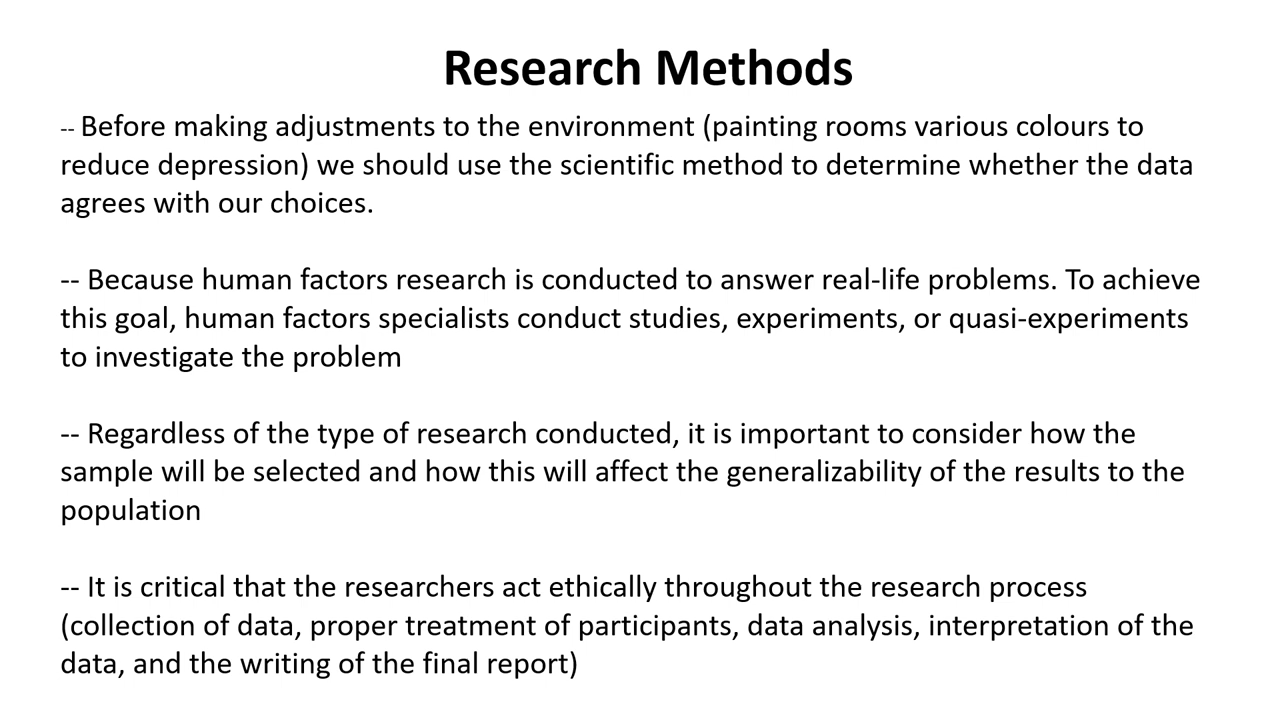 Research Methods
-- Before making adjustments to the environment (painting rooms various colours to
reduce depression) we should use the scientific method to determine whether the data
agrees with our choices.
-- Because human factors research is conducted to answer real-life problems. To achieve
this goal, human factors specialists conduct studies, experiments, or quasi-experiments
to investigate the problem
-- Regardless of the type of research conducted, it is important to consider how the
sample will be selected and how this will affect the generalizability of the results to the
population
-- It is critical that the researchers act ethically throughout the research process
(collection of data, proper treatment of participants, data analysis, interpretation of the
data, and the writing of the final report)